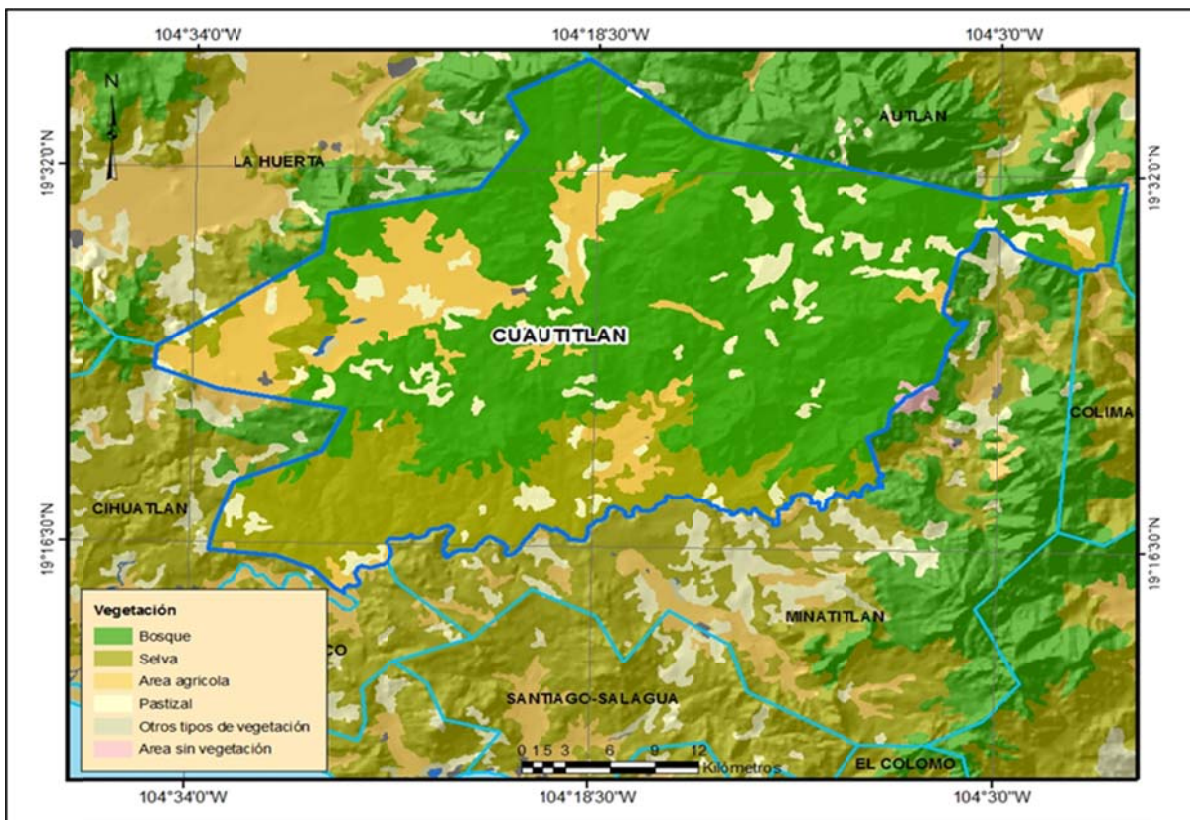 104°34'0"W 104°18'30"W 104°3'0"W
N
AUTLAN
LA HUERTA
19°32'0"N
19°32'0"N
CUAUTITLAN
COLIMA
CIHUATLAN
19°16'30"N
19°16'30"N
MINATITLAN
CO
SANTIAGO-SALAGUA
EL COLOMO
Vegetación
Bosque
Selva
Area agricola
Pastizal
Otros tipos de vegetación
Area sin vegetación
0 1.5 3 6 9 12
Kilómetros
104°34'0"W 104°18'30"W 104°30"W